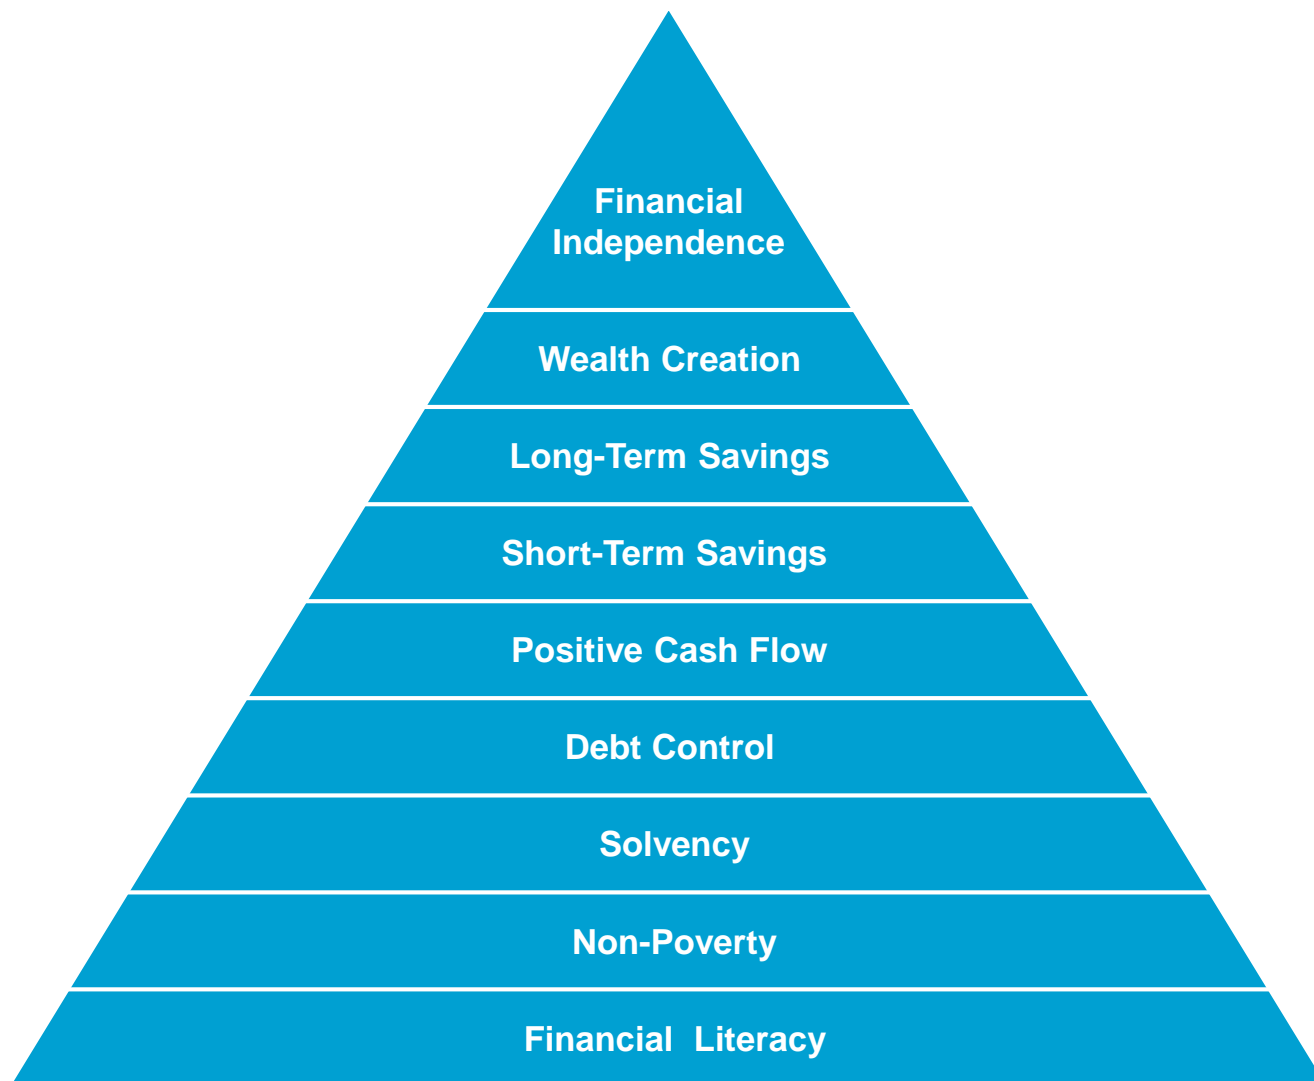 Financial
Independence
Wealth Creation
Long-Term Savings
Short-Term Savings
Positive Cash Flow
Debt Control
Solvency
Non-Poverty
Financial  Literacy